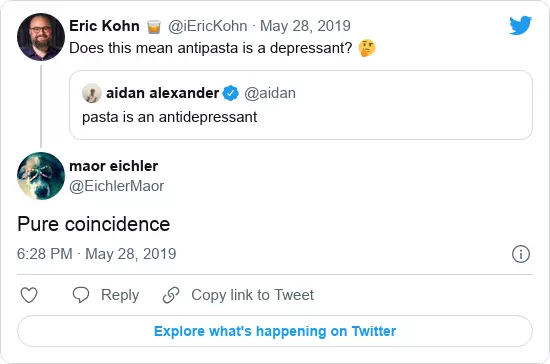 Eric Kohn 🥃 @iEricKohn · May 28, 2019
Does this mean antipasta is a depressant? 🤔
aidan alexander @aidan
pasta is an antidepressant
maor eichler
@EichlerMaor
Pure coincidence
6:28 PM · May 28, 2019
Reply
Copy link to Tweet
Explore what's happening on Twitter